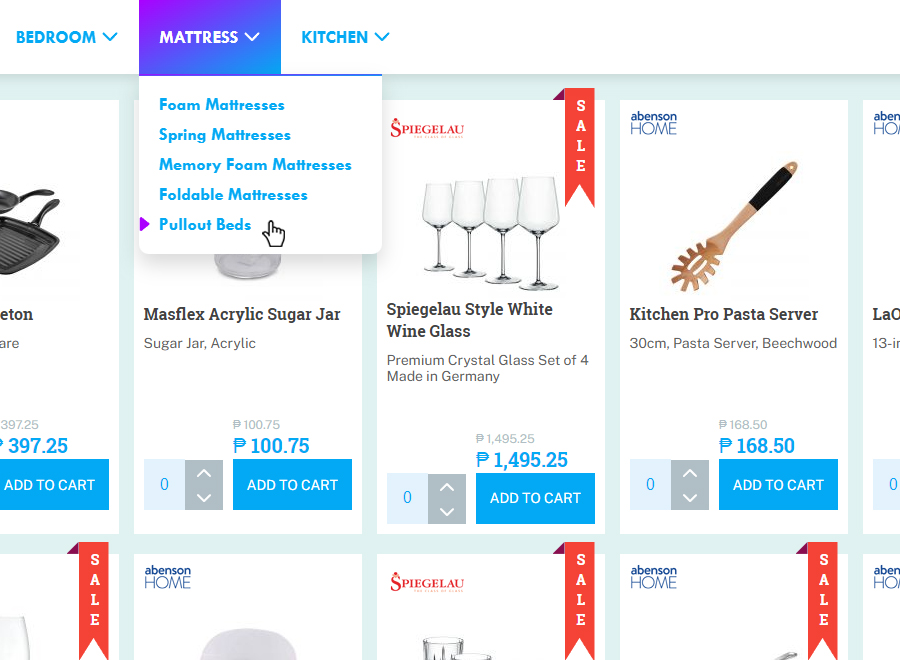 BEDROOM
MATTRESS
KITCHEN
Foam Mattresses
Spring Mattresses
Memory Foam Mattresses
Foldable Mattresses
Pullout Beds
SPIEGELAU
SALE
abenson
HOME
abenson
HOME
eton
are
397.25
₱ 397.25
ADD TO CART
Masflex Acrylic Sugar Jar
Sugar Jar, Acrylic
₱ 100.75
₱ 100.75
0
ADD TO CART
Spiegelau Style White
Wine Glass
Premium Crystal Glass Set of 4
Made in Germany
₱ 1,495.25
₱ 1,495.25
0
ADD TO CART
Kitchen Pro Pasta Server
30cm, Pasta Server, Beechwood
₱ 168.50
₱ 168.50
0
ADD TO CART
LaO
13-in
0
SALE
abenson
HOME
SPIEGELAU
SALE
abenson
HOME
SALE
abenson
HOME